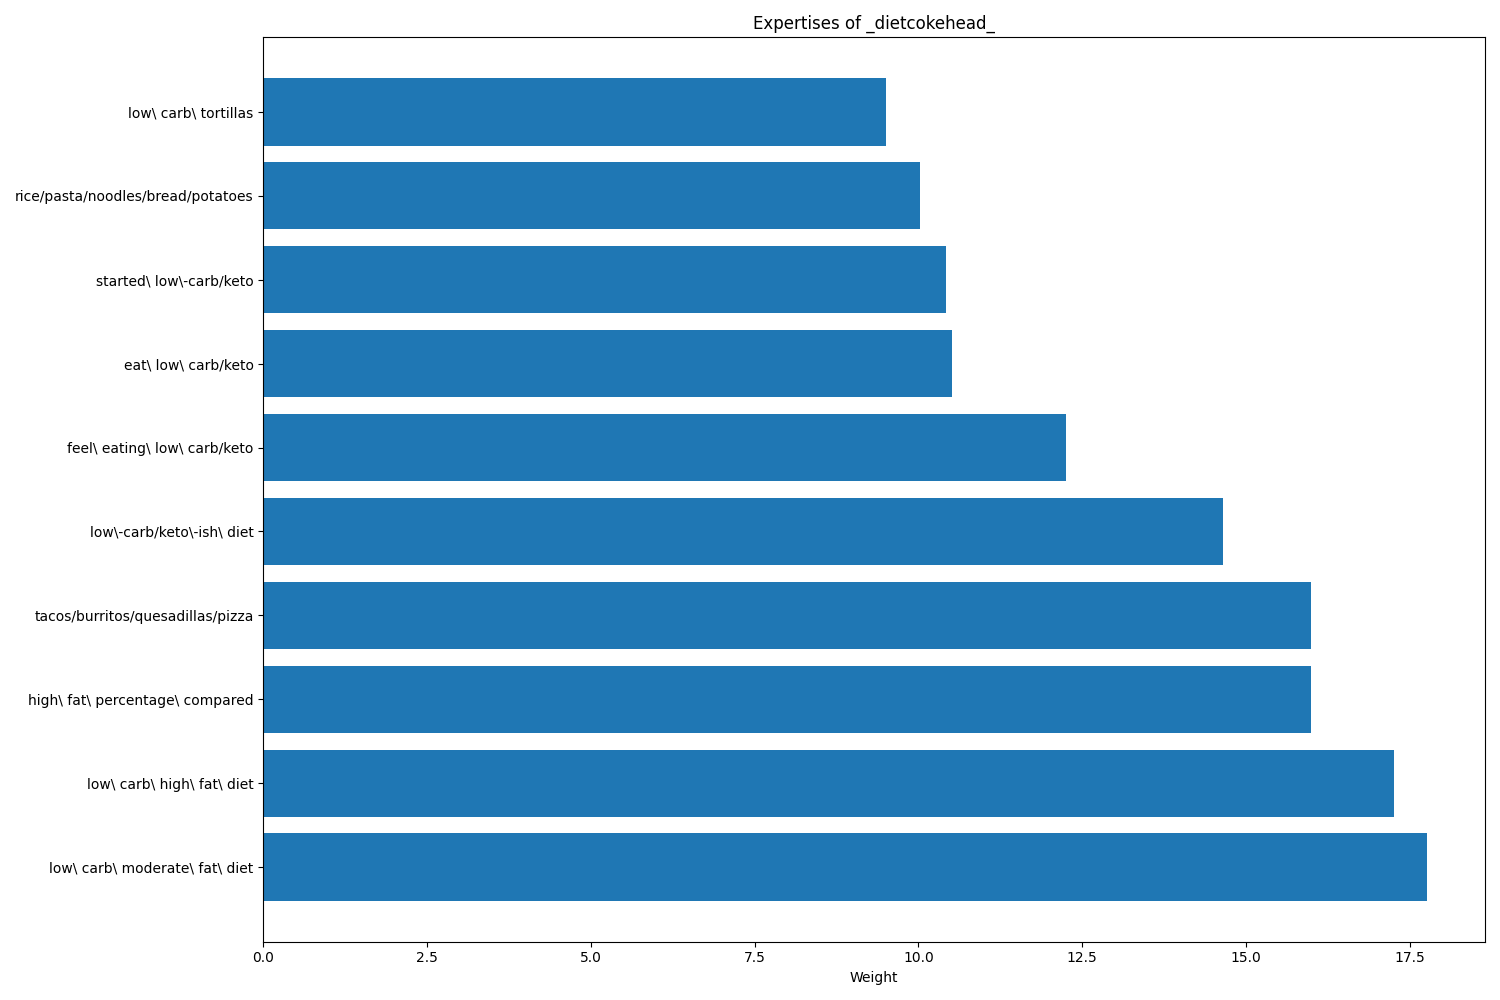 Expertises of _dietcokehead_
low\ carb\ tortillas
rice/pasta/noodles/bread/potatoes
started\ low\-carb/keto
eat\ low\ carb/keto
feel\ eating\ low\ carb/keto
low\-carb/keto\-ish\ diet
tacos/burritos/quesadillas/pizza
high\ fat\ percentage\ compared
low\ carb\ high\ fat\ diet
low\ carb\ moderate\ fat\ diet
0.0 2.5 5.0 7.5 10.0 12.5 15.0 17.5
Weight